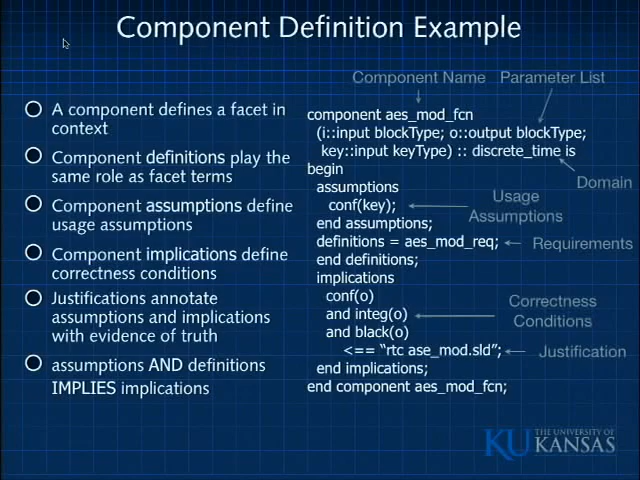 Component Definition Example
A component defines a facet in
context
Component definitions play the
same role as facet terms
Component assumptions define
usage assumptions
Component implications define
correctness conditions
Justifications annotate
assumptions and implications
with evidence of truth
assumptions AND definitions
IMPLIES implications
Component Name
Parameter List
component aes_mod_fcn
(i::input blockType; o::output blockType;
key::input keyType) :: discrete_time is
begin
assumptions
conf(key);
end assumptions;
definitions = aes_mod_req;
end definitions;
implications
conf(o)
and integ(o)
and black(o)
<== “rtc ase_mod.sld”;
end implications;
end component aes_mod_fcn;
Domain
Usage
Assumptions
Requirements
Correctness
Conditions
Justification
KU THE UNIVERSITY OF
KANSAS